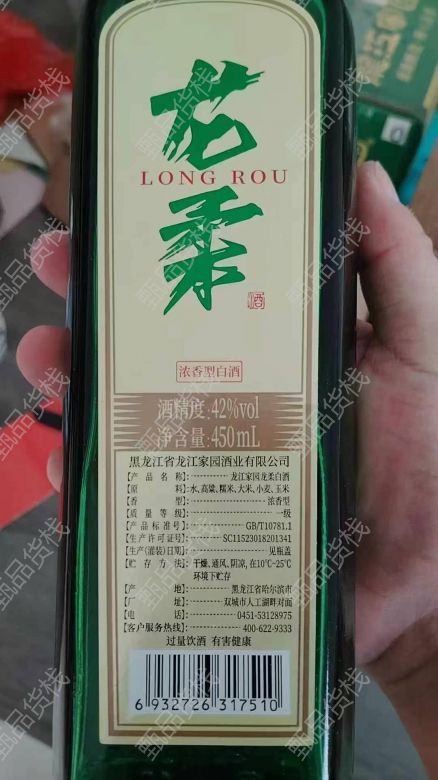 龙柔
LONG ROU
酒
浓香型白酒
酒精度:42%vol
净含量:450mL
黑龙江省龙江家园酒业有限公司
【产品名称】 龙江家园龙柔白酒
【原料】 :水、高粱、糯米、大米、小麦、玉米
【香型】 浓香型
【质量等级】 一级
【产品标准号】 GB/T10781.1
【生产许可证号】 SC11523018201341
【生产(灌装)日期】 见瓶盖
【贮存方法】 :干燥、通风、阴凉,在10℃-25℃
环境下贮存
【产地】 黑龙江省哈尔滨市
【厂址】 双城市人工湖畔对面
【电话】 0451-53128975
【客户服务热线】 400-622-9333
过量饮酒 有害健康
6 932726 317510
甄品货栈